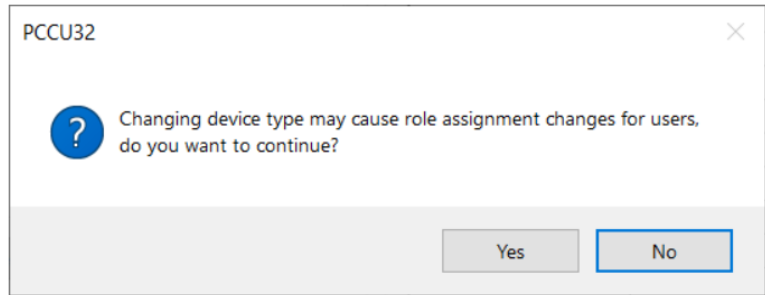 PCCU32
Changing device type may cause role assignment changes for users,
do you want to continue?
Yes
No